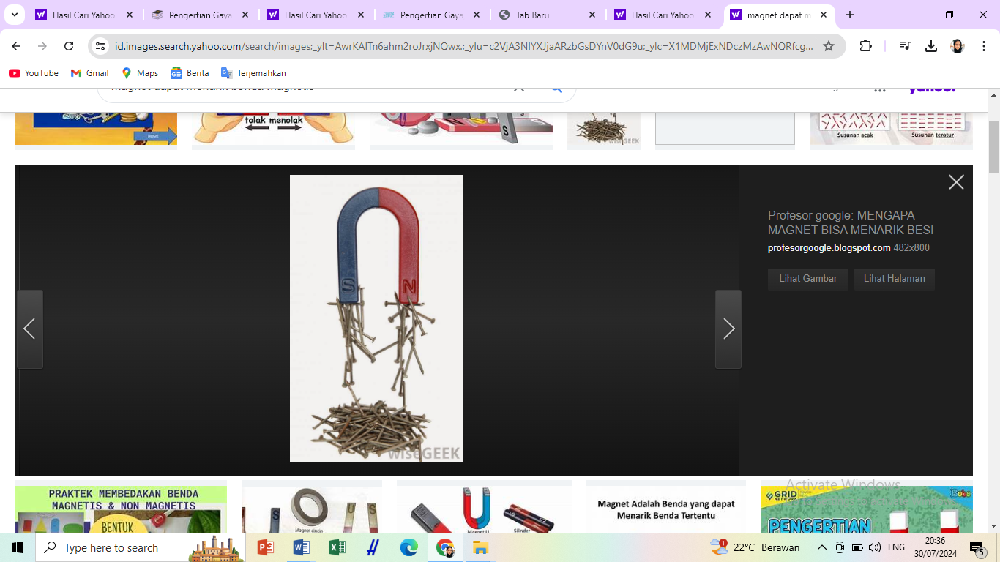 Hasil Cari Yahoo
Pengertian Gaya
Hasil Cari Yahoo
Pengertian Gaya
Tab Baru
Hasil Cari Yahoo
magnet dapat m
id.images.search.yahoo.com/search/images;_ylt=AwrKAITn6ahm2roJrxjNQwx.;_ylu=c2VjA3NlYXJjaARzbGsDYnV0dG9u;_ylc=X1MDMjExNDczMzAwNQRfcg...
YouTube
Gmail
Maps
Berita
Terjemahkan
magnet dapat menarik benda magnetis
Sign In
yahoo!
HOME
tolak menolak
S
wiseGEEK
Susunan acak
Susunan teratur
S
N
wiseGEEK
Profesor google: MENGAPA
MAGNET BISA MENARIK BESI
profesorgoogle.blogspot.com 482x800
Lihat Gambar
Lihat Halaman
PRAKTEK MEMBEDAKAN BENDA
MAGNETIS & NON MAGNETIS
BENTUK
S
Magnet cincin
U
S
Magnet U
Silinder
Magnet Adalah Benda yang dapat
Menarik Benda Tertentu
GRID
NETWORK
Bobo
PENGERTIAN
Activate Windows
Type here to search
1
22°C Berawan
ENG
20:36
30/07/2024
5